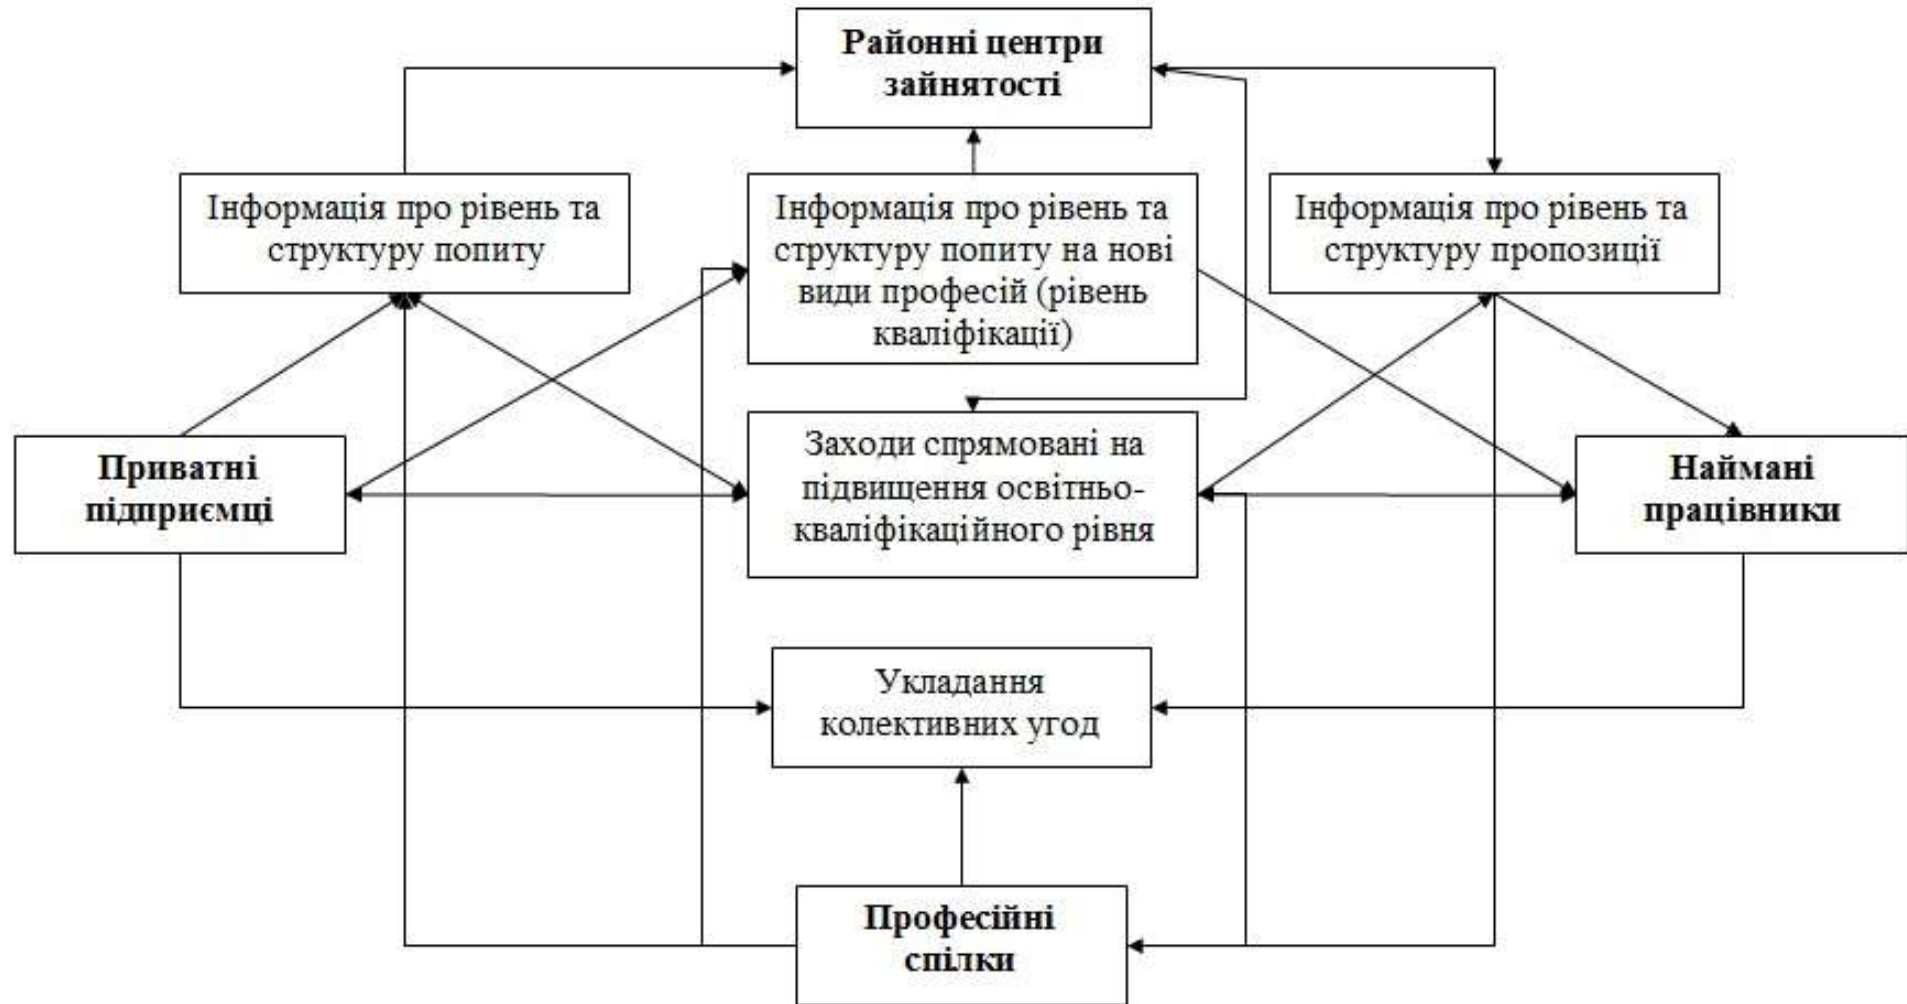 Районні центри
зайнятості
Інформація про рівень та
структуру попиту
Інформація про рівень та
структуру попиту на нові
види професій (рівень
кваліфікації)
Інформація про рівень та
структуру пропозиції
Приватні
підприємці
Заходи спрямовані на
підвищення освітньо-
кваліфікаційного рівня
Наймані
працівники
Укладання
колективних угод
Професійні
спілки